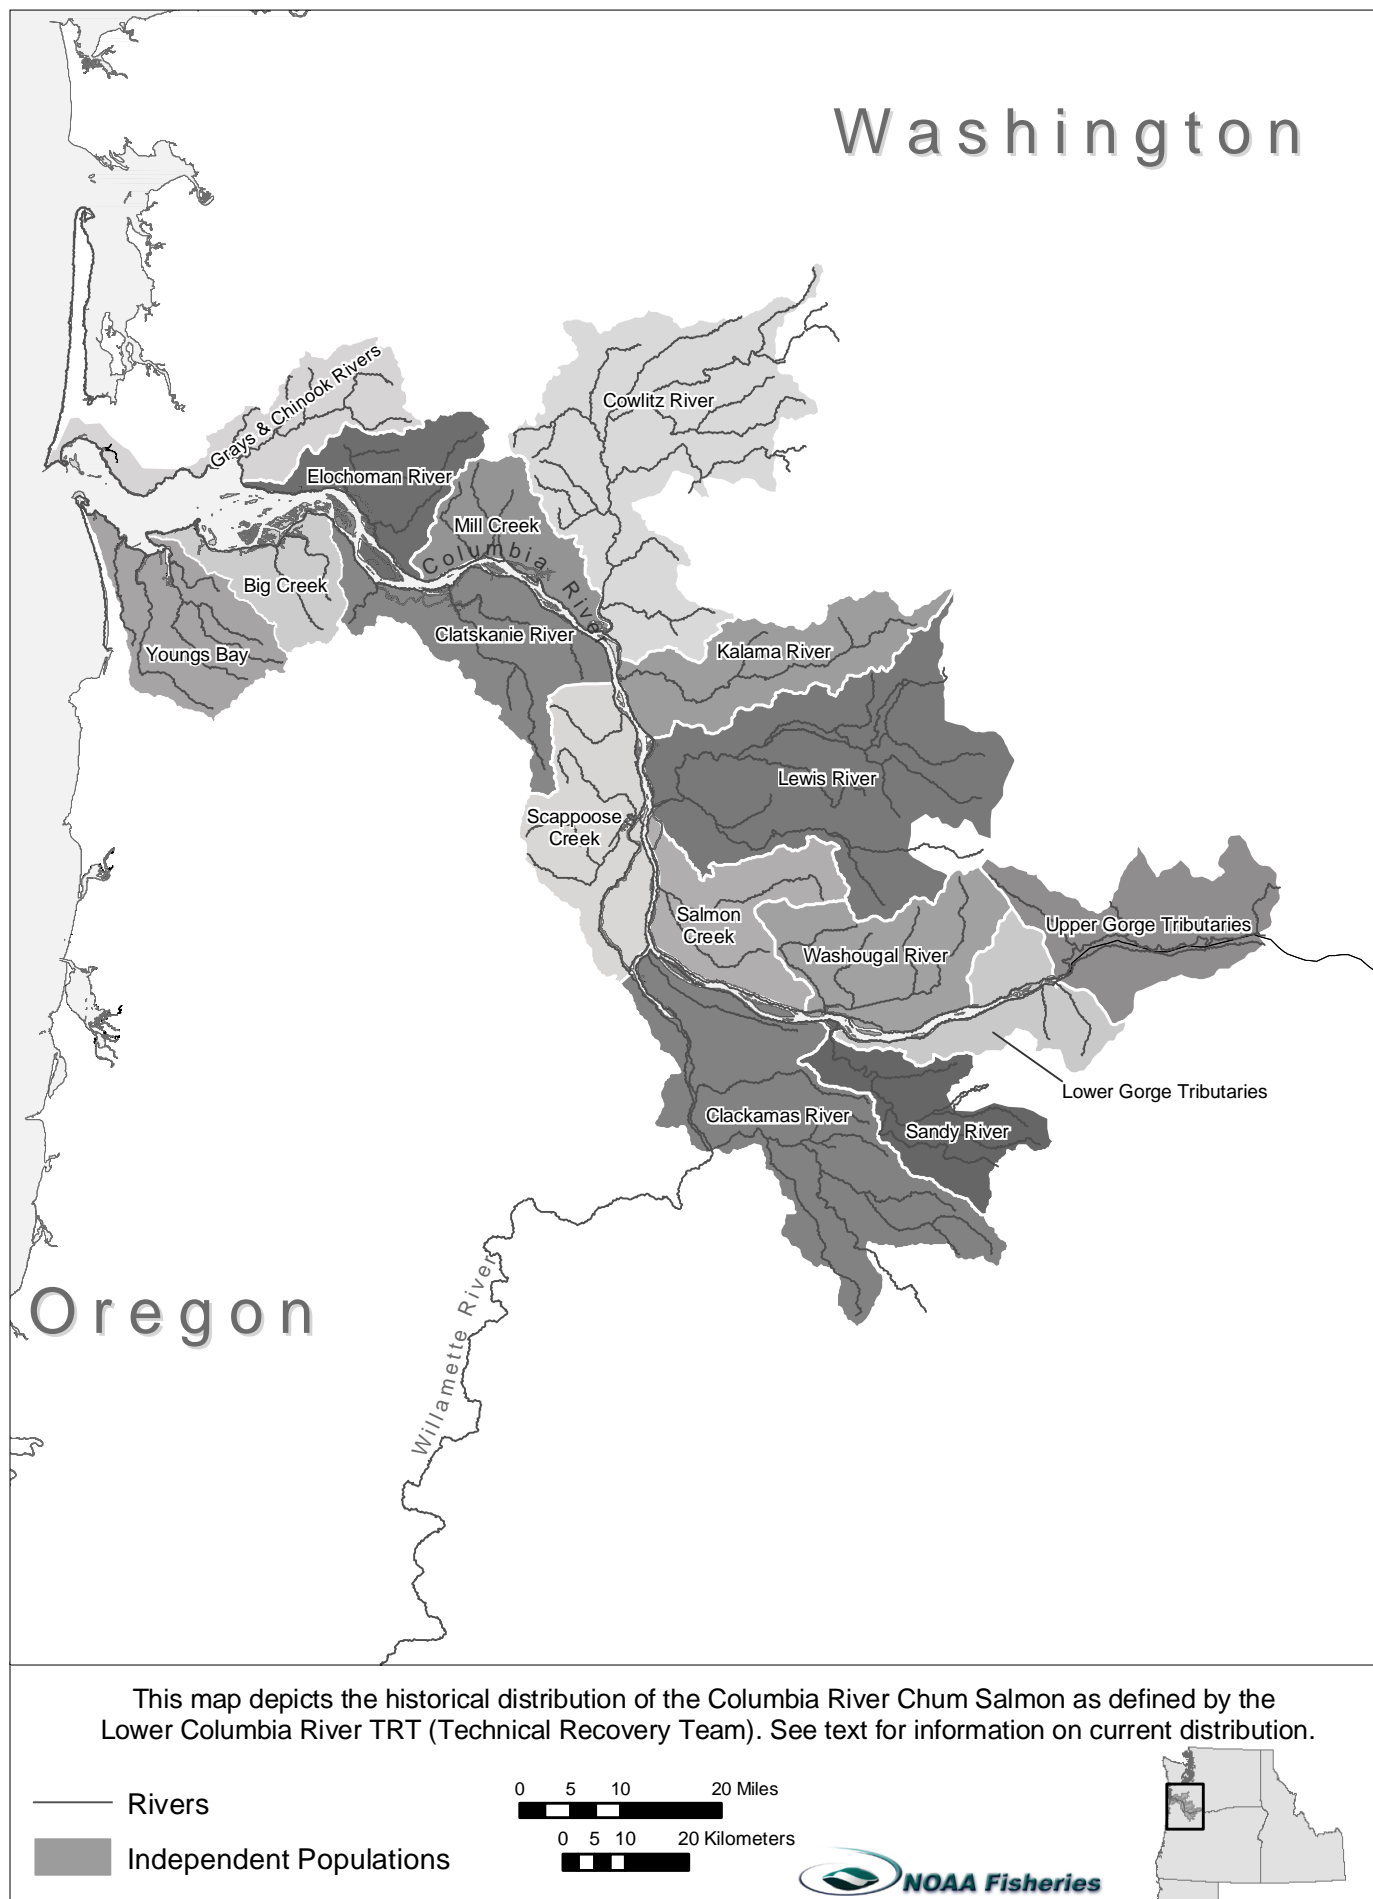 Washington
Cowlitz River
Grays & Chinook Rivers
Elochoman River
Mill Creek
Columbia River
Big Creek
Clatskanie River
Youngs Bay
Kalama River
Lewis River
Scappoose
Creek
Salmon
Creek
Upper Gorge Tributaries
Washougal River
Lower Gorge Tributaries
Clackamas River
Sandy River
Willamette River
Oregon
This map depicts the historical distribution of the Columbia River Chum Salmon as defined by the
Lower Columbia River TRT (Technical Recovery Team). See text for information on current distribution.
Rivers
Independent Populations
0 5 10 20 Miles
0 5 10 20 Kilometers
NOAA Fisheries